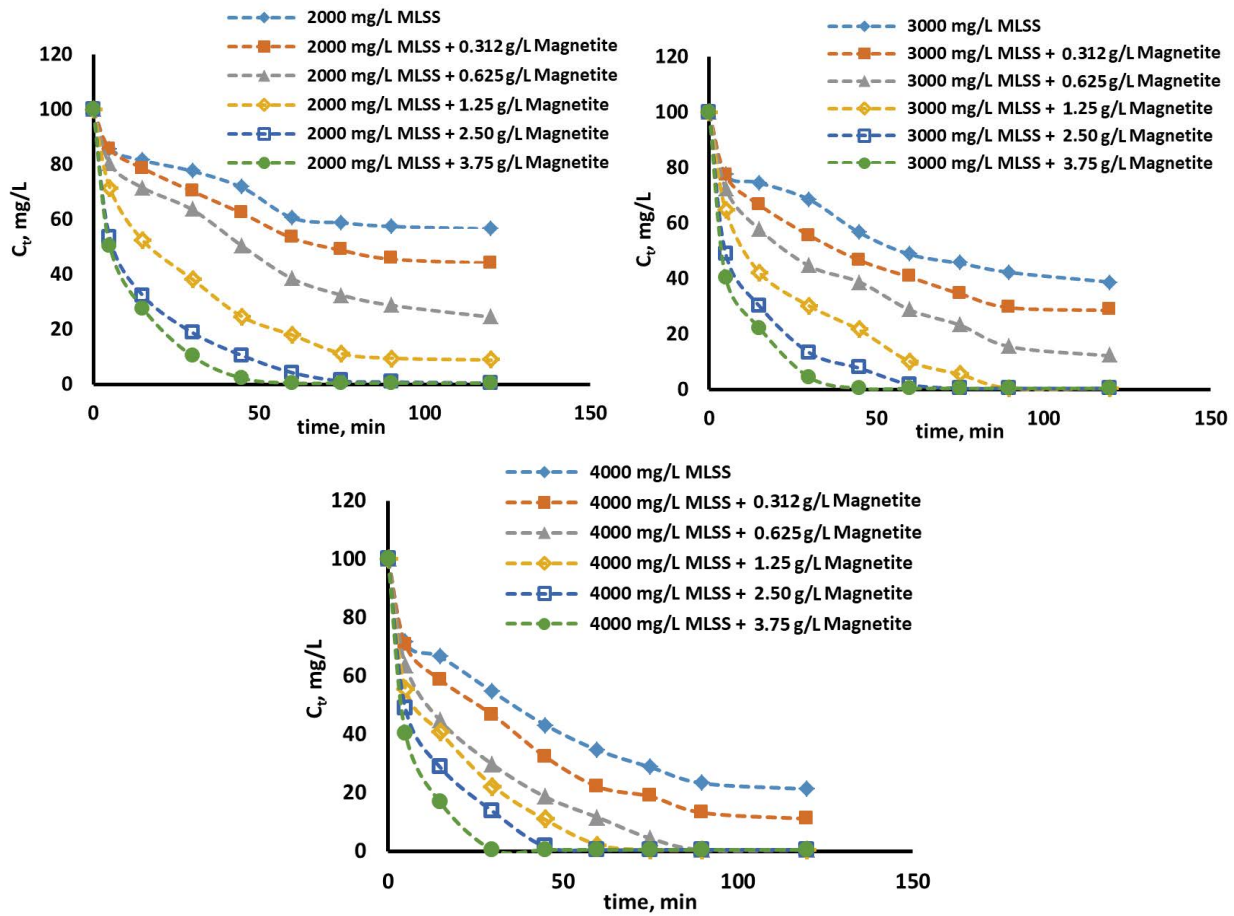 2000 mg/L MLSS
2000 mg/L MLSS + 0.312 g/L Magnetite
2000 mg/L MLSS + 0.625 g/L Magnetite
2000 mg/L MLSS + 1.25 g/L Magnetite
2000 mg/L MLSS + 2.50 g/L Magnetite
2000 mg/L MLSS + 3.75 g/L Magnetite
120
100
80
60
40
20
0
Ct, mg/L
0 50 100 150
time, min
3000 mg/L MLSS
3000 mg/L MLSS + 0.312 g/L Magnetite
3000 mg/L MLSS + 0.625 g/L Magnetite
3000 mg/L MLSS + 1.25 g/L Magnetite
3000 mg/L MLSS + 2.50 g/L Magnetite
3000 mg/L MLSS + 3.75 g/L Magnetite
120
100
80
60
40
20
0
Ct, mg/L
0 50 100 150
time, min
4000 mg/L MLSS
4000 mg/L MLSS + 0.312 g/L Magnetite
4000 mg/L MLSS + 0.625 g/L Magnetite
4000 mg/L MLSS + 1.25 g/L Magnetite
4000 mg/L MLSS + 2.50 g/L Magnetite
4000 mg/L MLSS + 3.75 g/L Magnetite
120
100
80
60
40
20
0
Ct, mg/L
0 50 100 150
time, min